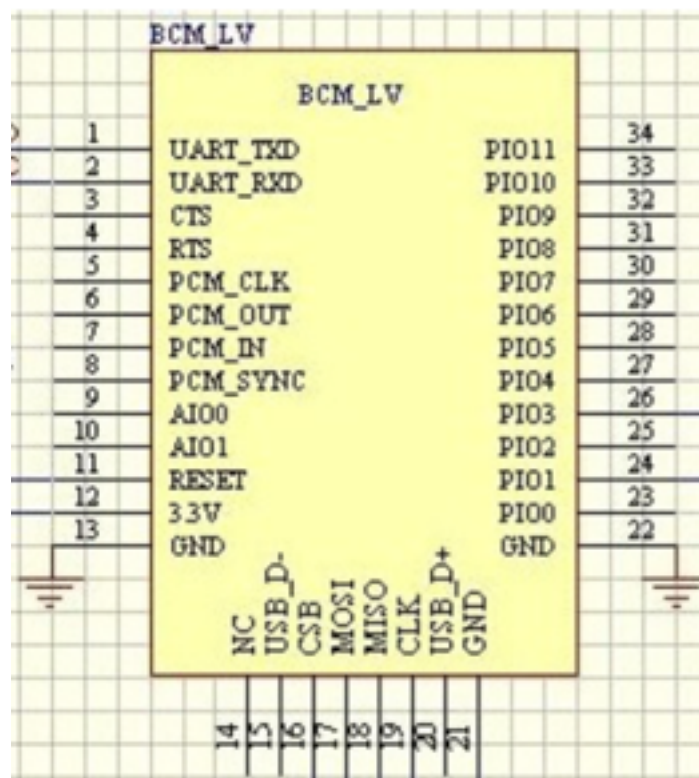 BCM_LV
BCM_LV
1 UART_TXD PIO11 34
2 UART_RXD PIO10 33
3 CTS PIO9 32
4 RTS PIO8 31
5 PCM_CLK PIO7 30
6 PCM_OUT PIO6 29
7 PCM_IN PIO5 28
8 PCM_SYNC PIO4 27
9 AIO0 PIO3 26
10 AIO1 PIO2 25
11 RESET PIO1 24
12 3.3V PIO0 23
13 GND GND 22
NC
USB_D-
CSB
MOSI
MISO
CLK
USB_D+
GND
14
15
16
17
18
19
20
21